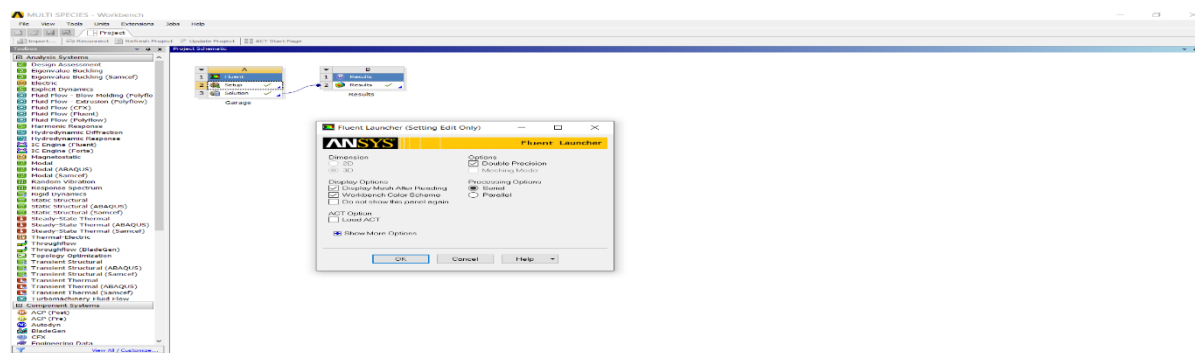 MULTI SPECIES - Workbench
File View Tools Units Extensions Jobs Help
Project
Import... Reconnect Refresh Project Update Project ACT Start Page
Toolbox
Project Schematic
Analysis Systems
Design Assessment
Eigenvalue Buckling
Eigenvalue Buckling (Samcef)
Electric
Explicit Dynamics
Fluid Flow - Blow Molding (Polyflo
Fluid Flow - Extrusion (Polyflow)
Fluid Flow (CFX)
Fluid Flow (Fluent)
Fluid Flow (Polyflow)
Harmonic Response
Hydrodynamic Diffraction
Hydrodynamic Response
IC Engine (Fluent)
IC Engine (Forte)
Magnetostatic
Modal
Modal (ABAQUS)
Modal (Samcef)
Random Vibration
Response Spectrum
Rigid Dynamics
Static Structural
Static Structural (ABAQUS)
Static Structural (Samcef)
Steady-State Thermal
Steady-State Thermal (ABAQUS)
Steady-State Thermal (Samcef)
Thermal-Electric
Throughflow
Throughflow (BladeGen)
Topology Optimization
Transient Structural
Transient Structural (ABAQUS)
Transient Structural (Samcef)
Transient Thermal
Transient Thermal (ABAQUS)
Transient Thermal (Samcef)
Turbomachinery Fluid Flow
Component Systems
ACP (Post)
ACP (Pre)
Autodyn
BladeGen
CFX
Engineering Data
View All / Customize...
A
1 Fluent
2 Setup
3 Solution
Garage
B
1 Results
2 Results
Results
Fluent Launcher (Setting Edit Only)
ANSYS
Fluent Launcher
Dimension
2D
3D
Options
Double Precision
Meshing Mode
Display Options
Display Mesh After Reading
Workbench Color Scheme
Do not show this panel again
Processing Options
Serial
Parallel
ACT Option
Load ACT
Show More Options
OK Cancel Help